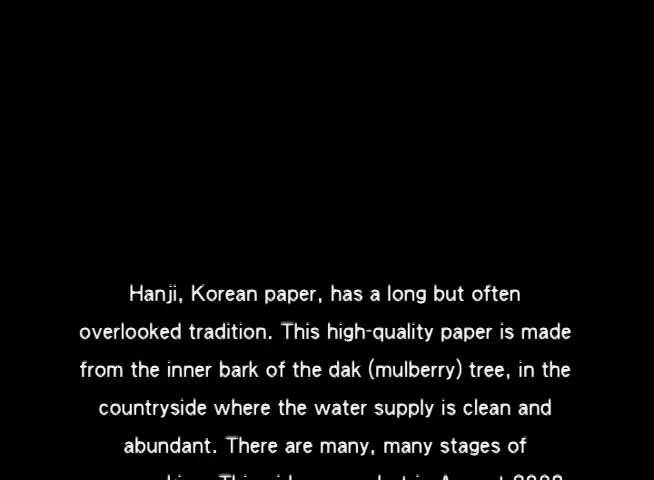 Hanji, Korean paper, has a long but often
overlooked tradition. This high-quality paper is made
from the inner bark of the dak (mulberry) tree, in the
countryside where the water supply is clean and
abundant. There are many, many stages of